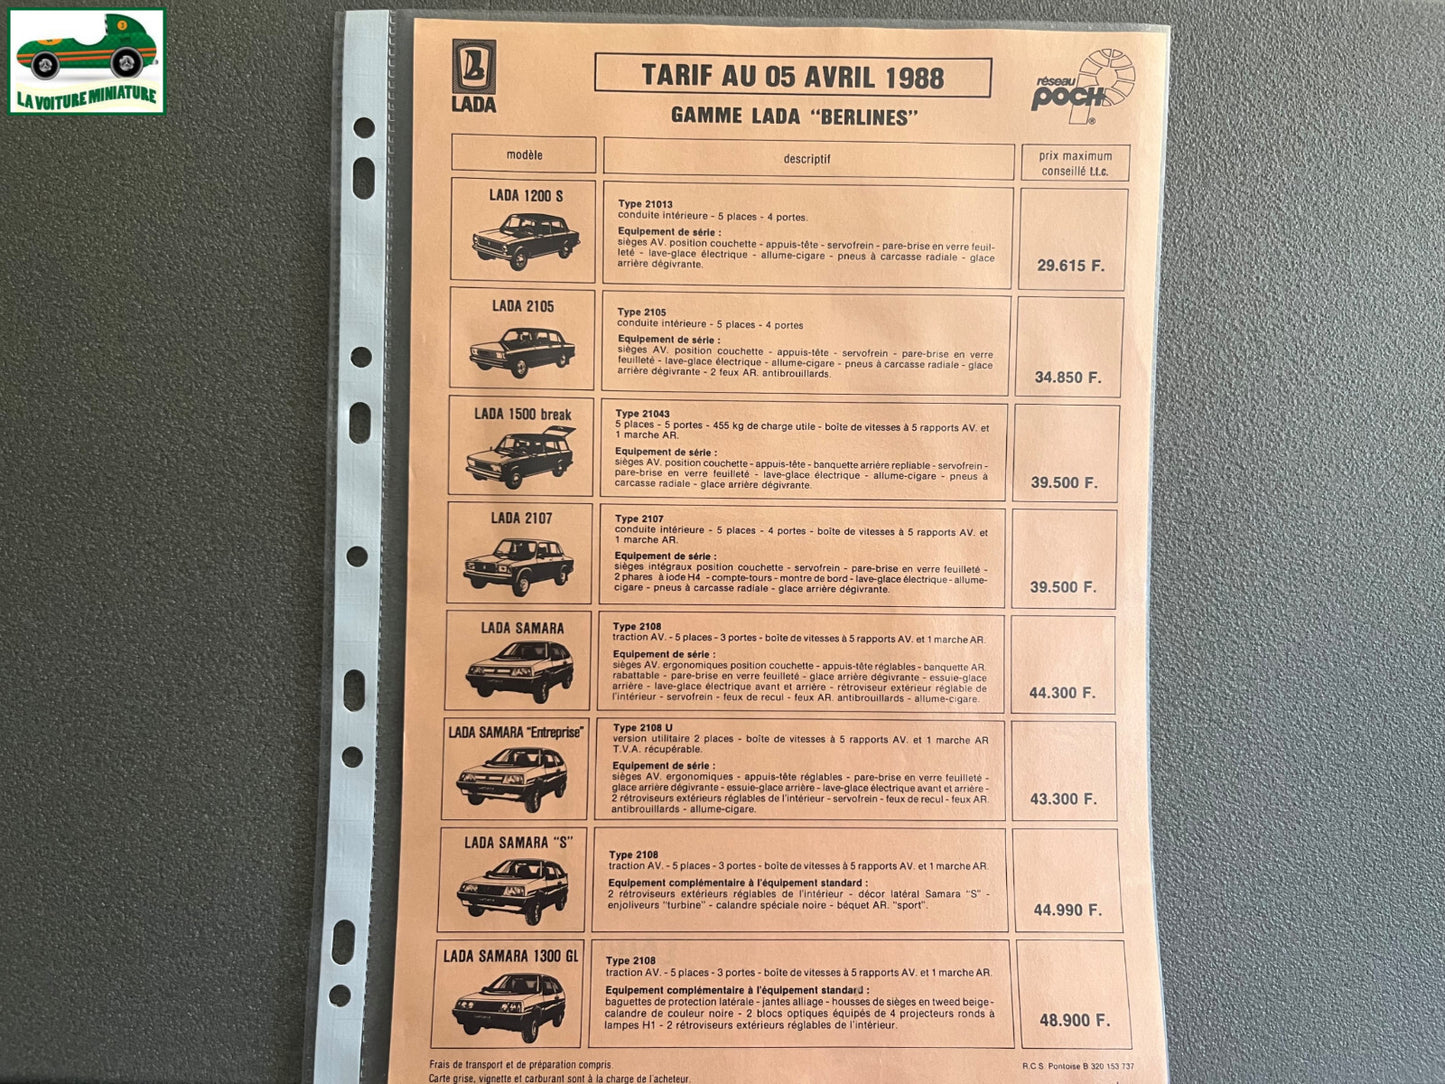 3
LA VOITURE MINIATURE
LADA
TARIF AU 05 AVRIL 1988
GAMME LADA "BERLINES"
réseau
POCH
®
modèle
descriptif
prix maximum
conseillé t.t.c.
LADA 1200 S
Type 21013
conduite intérieure - 5 places - 4 portes.
Equipement de série :
sièges AV. position couchette - appuis-tête - servofrein - pare-brise en verre feuil-
leté - lave-glace électrique - allume-cigare - pneus à carcasse radiale - glace
arrière dégivrante.
29.615 F.
LADA 2105
Type 2105
conduite intérieure - 5 places - 4 portes
Equipement de série :
sièges AV. position couchette - appuis-tête - servofrein - pare-brise en verre
feuilleté - lave-glace électrique - allume-cigare - pneus à carcasse radiale - glace
arrière dégivrante - 2 feux AR. antibrouillards.
34.850 F.
LADA 1500 break
Type 21043
5 places - 5 portes - 455 kg de charge utile - boîte de vitesses à 5 rapports AV. et
1 marche AR.
Equipement de série :
sièges AV. position couchette - appuis-tête - banquette arrière repliable - servofrein -
pare-brise en verre feuilleté - lave-glace électrique - allume-cigare - pneus à
carcasse radiale - glace arrière dégivrante.
39.500 F.
LADA 2107
Type 2107
conduite intérieure - 5 places - 4 portes - boîte de vitesses à 5 rapports AV. et
1 marche AR.
Equipement de série :
sièges intégraux position couchette - servofrein - pare-brise en verre feuilleté -
2 phares à iode H4 - compte-tours - montre de bord - lave-glace électrique - allume-
cigare - pneus à carcasse radiale - glace arrière dégivrante.
39.500 F.
LADA SAMARA
Type 2108
traction AV. - 5 places - 3 portes - boîte de vitesses à 5 rapports AV. et 1 marche AR.
Equipement de série :
sièges AV. ergonomiques position couchette - appuis-tête réglables - banquette AR.
rabattable - pare-brise en verre feuilleté - glace arrière dégivrante - essuie-glace
arrière - lave-glace électrique avant et arrière - rétroviseur extérieur réglable de
l'intérieur - servofrein - feux de recul - feux AR. antibrouillards - allume-cigare.
44.300 F.
LADA SAMARA "Entreprise"
Type 2108 U
version utilitaire 2 places - boîte de vitesses à 5 rapports AV. et 1 marche AR
T.V.A. récupérable.
Equipement de série :
sièges AV. ergonomiques - appuis-tête réglables - pare-brise en verre feuilleté -
glace arrière dégivrante - essuie-glace arrière - lave-glace électrique avant et arrière -
2 rétroviseurs extérieurs réglables de l'intérieur - servofrein - feux de recul - feux AR.
antibrouillards - allume-cigare.
43.300 F.
LADA SAMARA "S"
Type 2108
traction AV. - 5 places - 3 portes - boîte de vitesses à 5 rapports AV. et 1 marche AR.
Equipement complémentaire à l'équipement standard :
2 rétroviseurs extérieurs réglables de l'intérieur - décor latéral Samara "S" -
enjoliveurs "turbine" - calandre spéciale noire - béquet AR. "sport".
44.990 F.
LADA SAMARA 1300 GL
Type 2108
traction AV. - 5 places - 3 portes - boîte de vitesses à 5 rapports AV. et 1 marche AR.
Equipement complémentaire à l'équipement standard :
baguettes de protection latérale - jantes alliage - housses de sièges en tweed beige -
calandre de couleur noire - 2 blocs optiques équipés de 4 projecteurs ronds à
lampes H1 - 2 rétroviseurs extérieurs réglables de l'intérieur.
48.900 F.
Frais de transport et de préparation compris.
Carte grise, vignette et carburant sont à la charge de l'acheteur.
R.C.S. Pontoise B 320 153 737